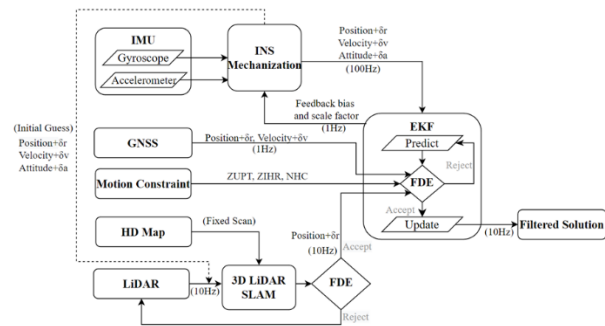 IMU
Gyroscope
Accelerometer
INS
Mechanization
Position+δr
Velocity+δv
Attitude+δa
(100Hz)
Feedback bias
and scale factor
(1Hz)
(Initial Guess)
Position+δr
Velocity+δv
Attitude+δa
GNSS
Position+δr, Velocity+δv
(1Hz)
EKF
Predict
Reject
FDE
Accept
Update
Motion Constraint
ZUPT, ZIHR, NHC
(10Hz)
Filtered Solution
HD Map
(Fixed Scan)
Position+δr
(10Hz)
Accept
LiDAR
(10Hz)
3D LiDAR
SLAM
FDE
Reject